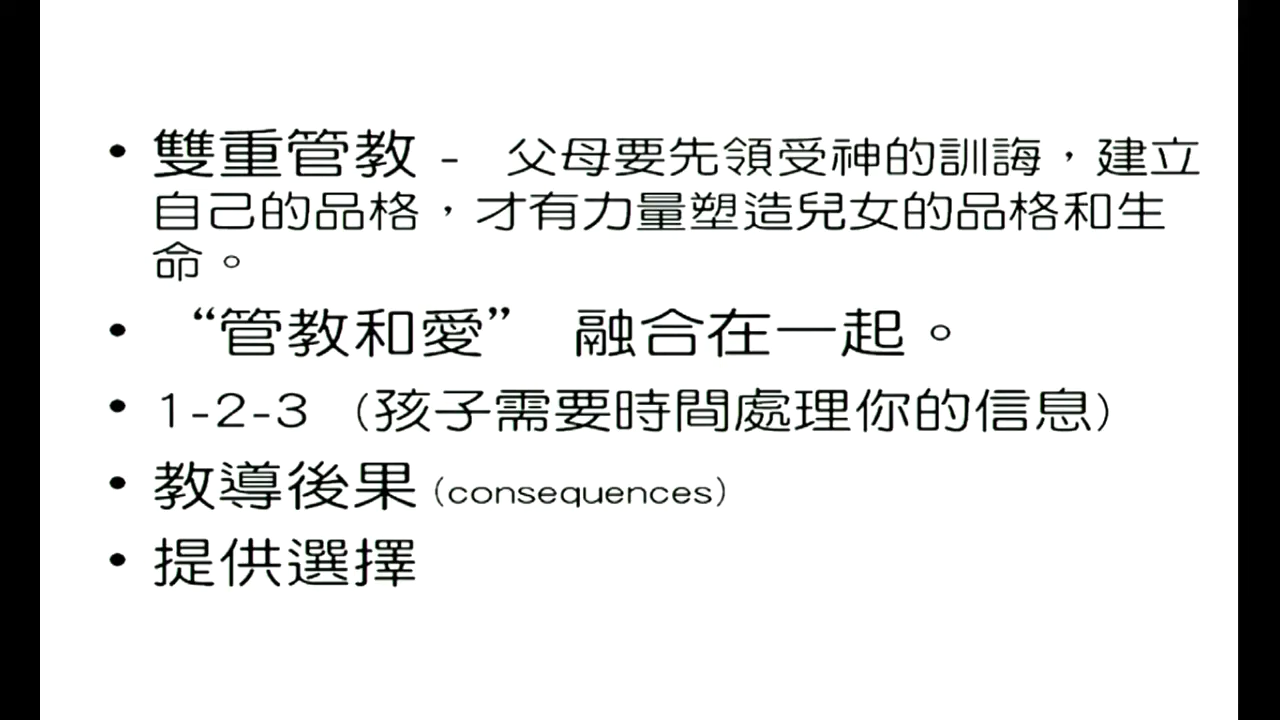 • 雙重管教 - 父母要先領受神的訓誨，建立
自己的品格，才有力量塑造兒女的品格和生
命。
• “管教和愛” 融合在一起。
• 1-2-3 (孩子需要時間處理你的信息)
• 教導後果 (consequences)
• 提供選擇